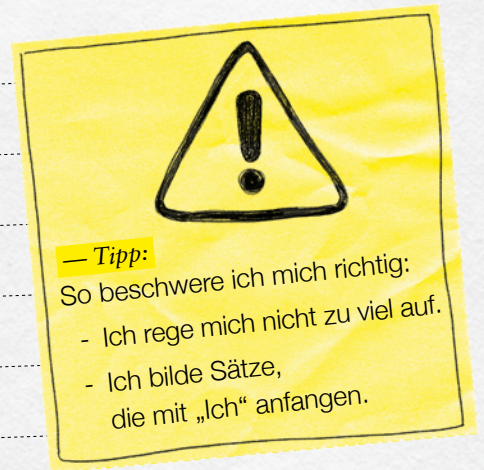 — Tipp:
So beschwere ich mich richtig:
- Ich rege mich nicht zu viel auf.
- Ich bilde Sätze,
die mit „Ich“ anfangen.